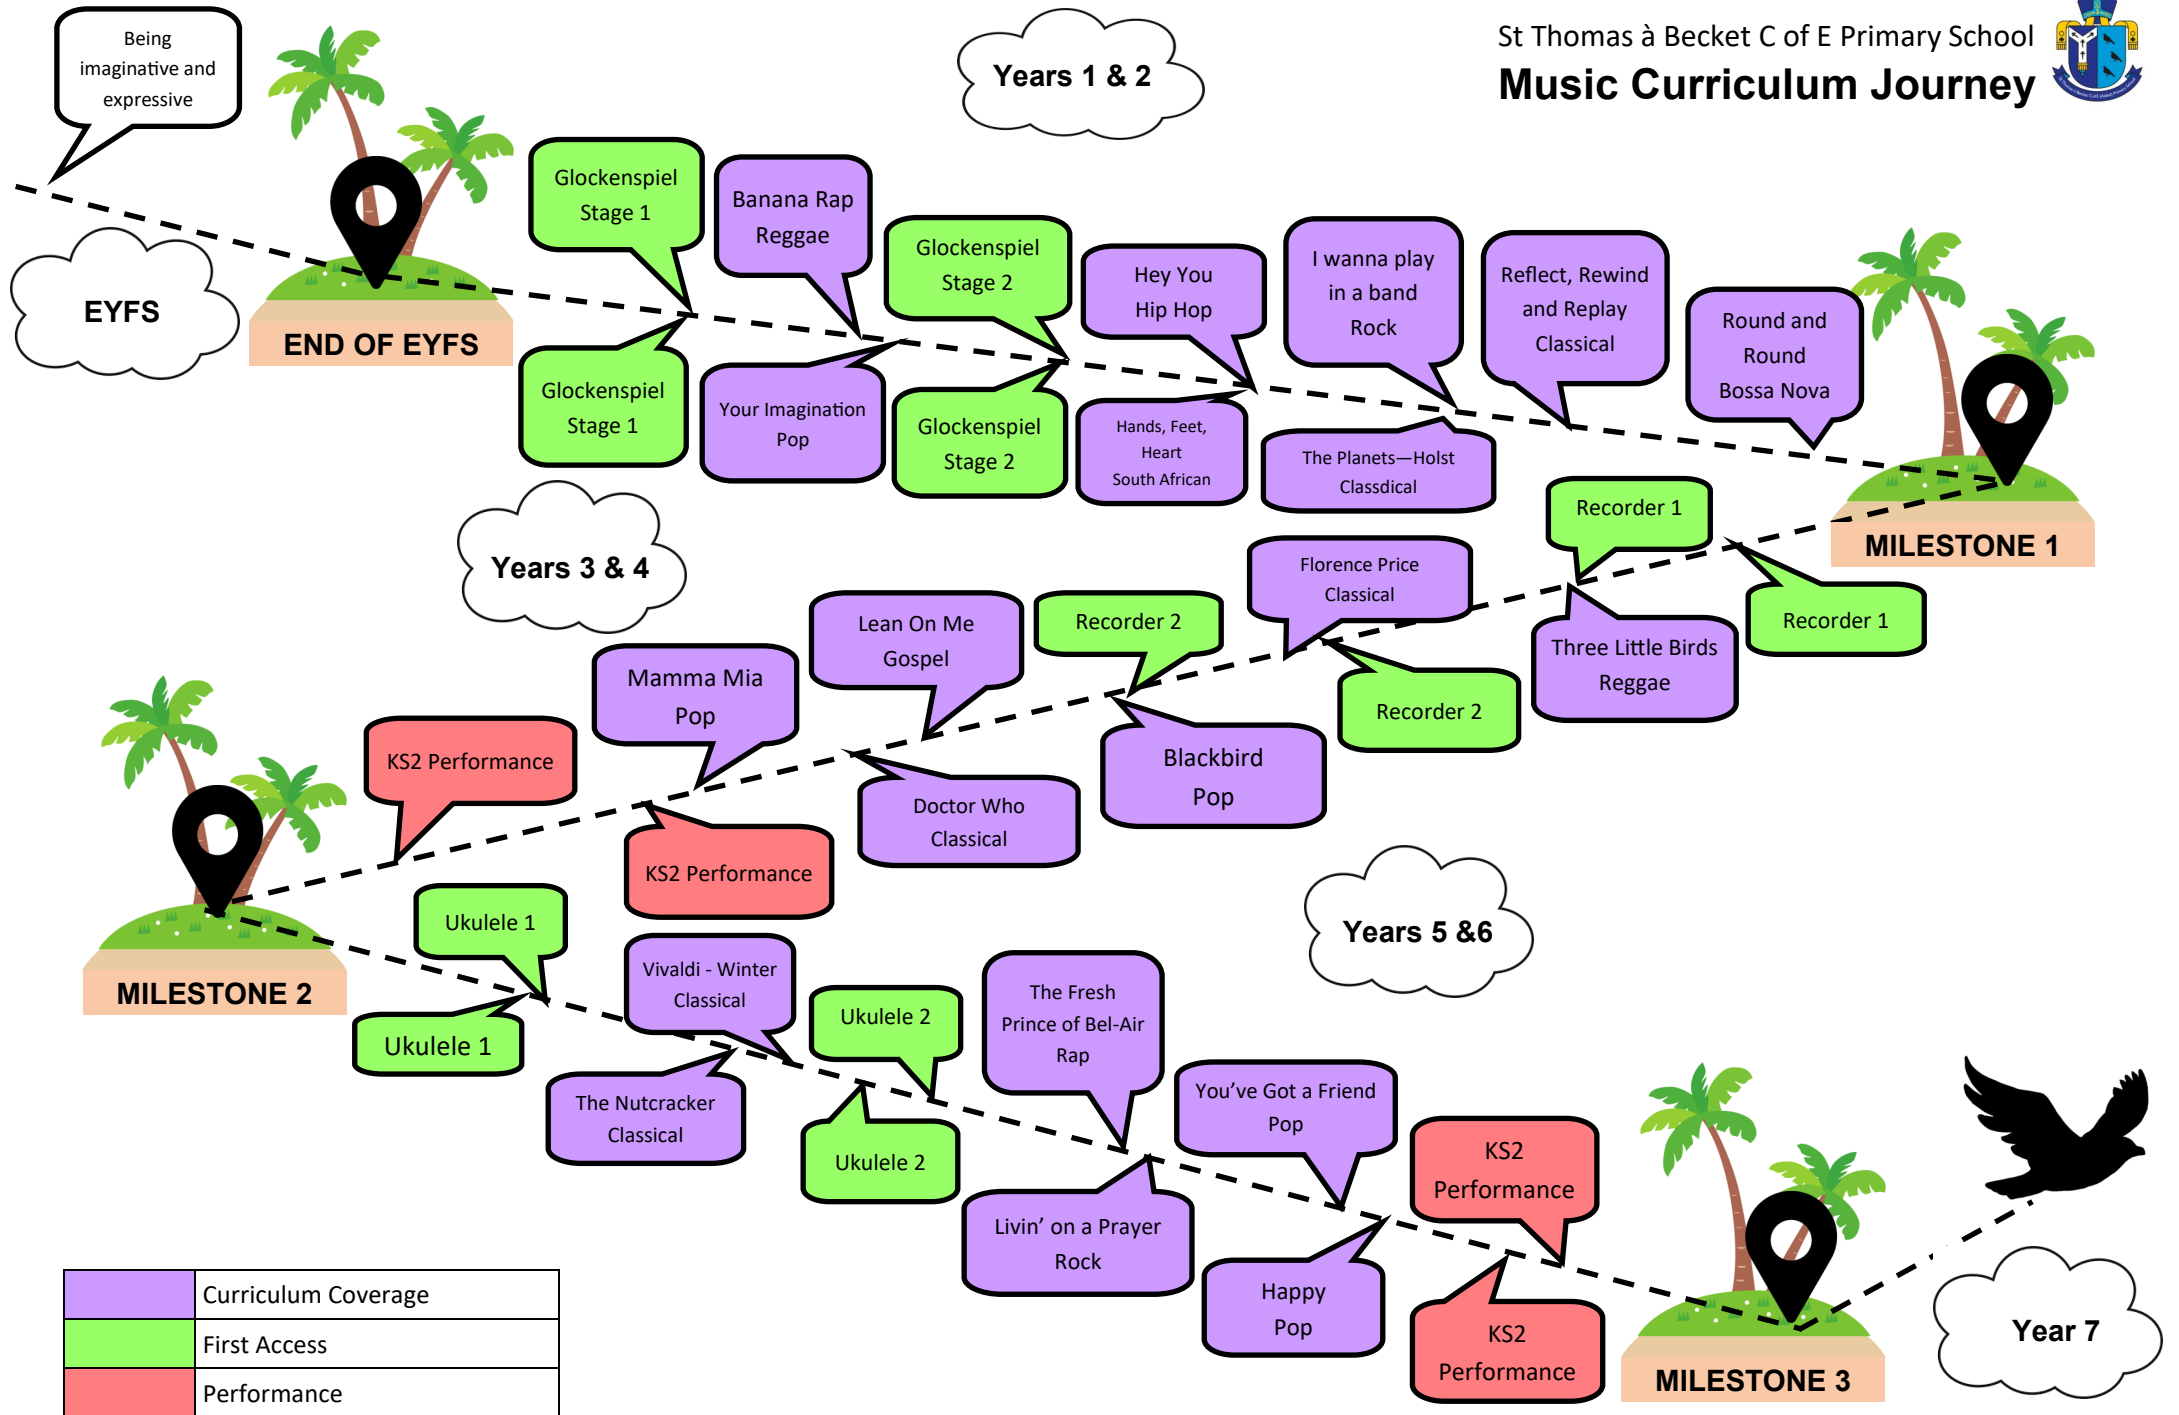 St Thomas à Becket C of E Primary School
Music Curriculum Journey
Being
imaginative and
expressive
EYFS
END OF EYFS
Years 1 & 2
Glockenspiel
Stage 1
Banana Rap
Reggae
Glockenspiel
Stage 2
Hey You
Hip Hop
I wanna play
in a band
Rock
Reflect, Rewind
and Replay
Classical
Round and
Round
Bossa Nova
Glockenspiel
Stage 1
Your Imagination
Pop
Glockenspiel
Stage 2
Hands, Feet,
Heart
South African
The Planets—Holst
Classdical
MILESTONE 1
Years 3 & 4
Recorder 1
Recorder 1
Three Little Birds
Reggae
Florence Price
Classical
Recorder 2
Recorder 2
Blackbird
Pop
Lean On Me
Gospel
Doctor Who
Classical
Mamma Mia
Pop
KS2 Performance
KS2 Performance
MILESTONE 2
Years 5 &6
Ukulele 1
Ukulele 1
Vivaldi - Winter
Classical
The Nutcracker
Classical
Ukulele 2
Ukulele 2
The Fresh
Prince of Bel-Air
Rap
Livin’ on a Prayer
Rock
You’ve Got a Friend
Pop
Happy
Pop
KS2
Performance
KS2
Performance
MILESTONE 3
Year 7
Curriculum Coverage
First Access
Performance